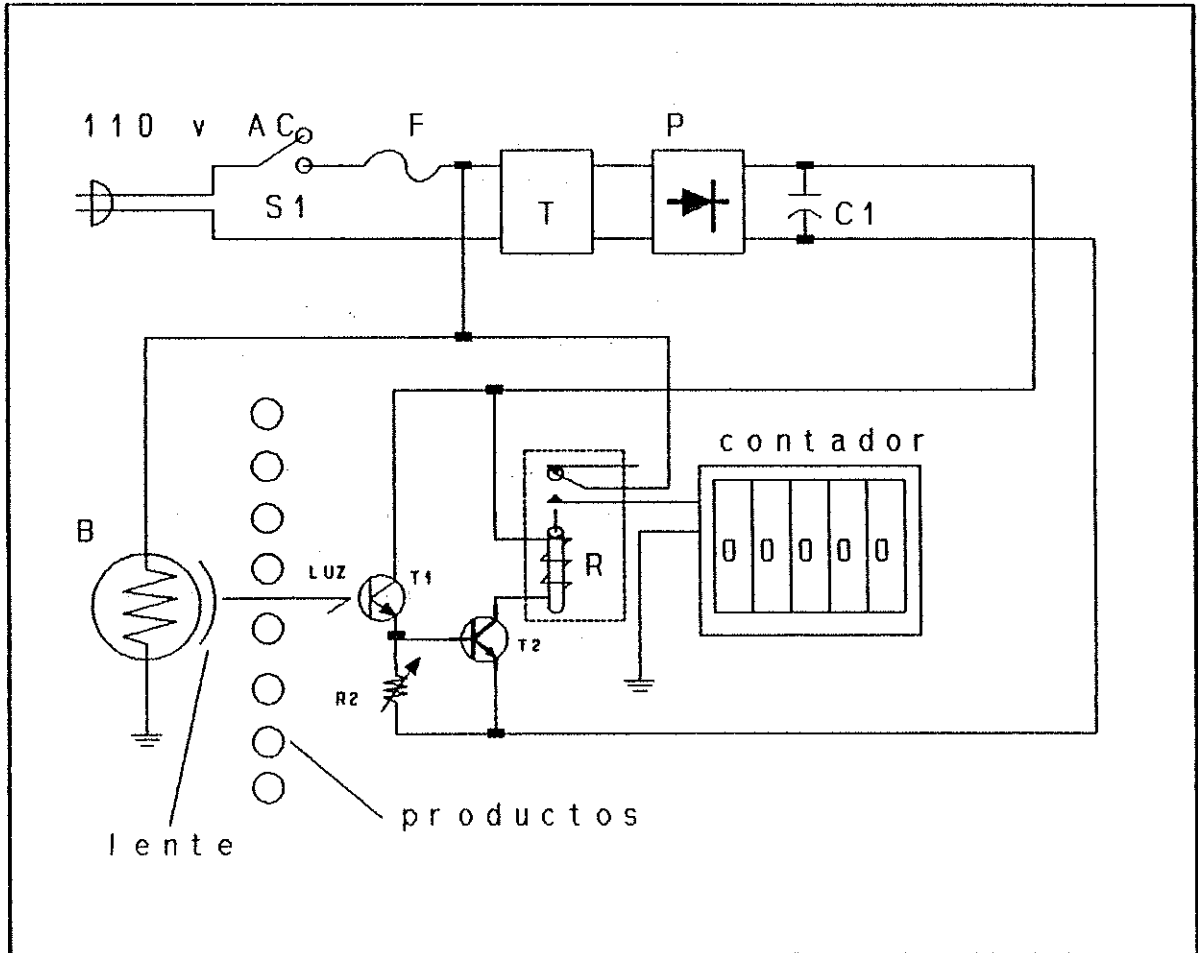 110 v AC
F
P
S1
T
C1
contador
B
LUZ
T1
R
0 0 0 0 0
T2
R2
productos
lente